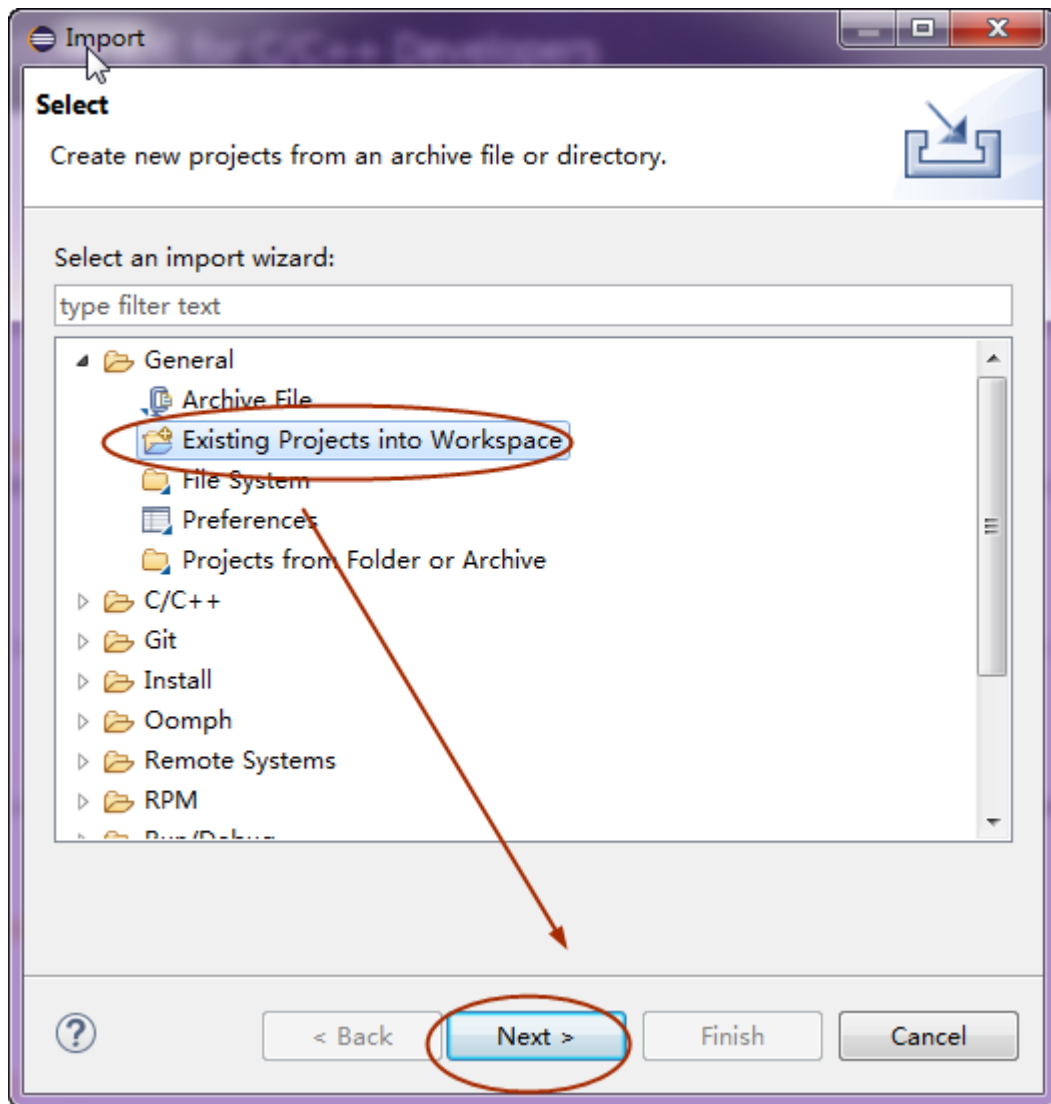 Import
Select
Create new projects from an archive file or directory.
Select an import wizard:
type filter text
General
Archive File
Existing Projects into Workspace
File System
Preferences
Projects from Folder or Archive
C/C++
Git
Install
Oomph
Remote Systems
RPM
Run/Debug
< Back Next > Finish Cancel